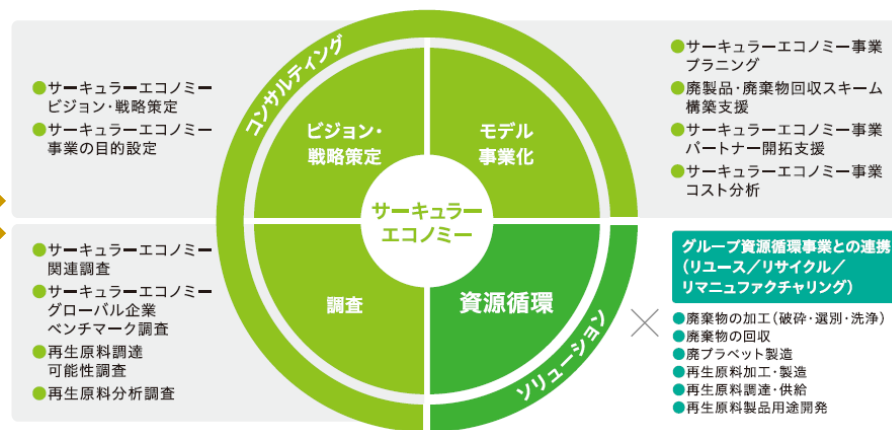 コンサルティング
●サーキュラーエコノミー
ビジョン・戦略策定
●サーキュラーエコノミー
事業の目的設定
ビジョン・
戦略策定
モデル
事業化
●サーキュラーエコノミー事業
プラニング
●廃製品・廃棄物回収スキーム
構築支援
●サーキュラーエコノミー事業
パートナー開拓支援
●サーキュラーエコノミー事業
コスト分析
サーキュラー
エコノミー
●サーキュラーエコノミー
関連調査
●サーキュラーエコノミー
グローバル企業
ベンチマーク調査
●再生原料調達
可能性調査
●再生原料分析調査
調査
資源循環
ソリューション
グループ資源循環事業との連携
(リユース／リサイクル／
リマニュファクチャリング)
●廃棄物の加工(破砕・選別・洗浄)
●廃棄物の回収
●廃プラペット製造
●再生原料加工・製造
●再生原料調達・供給
●再生原料製品用途開発